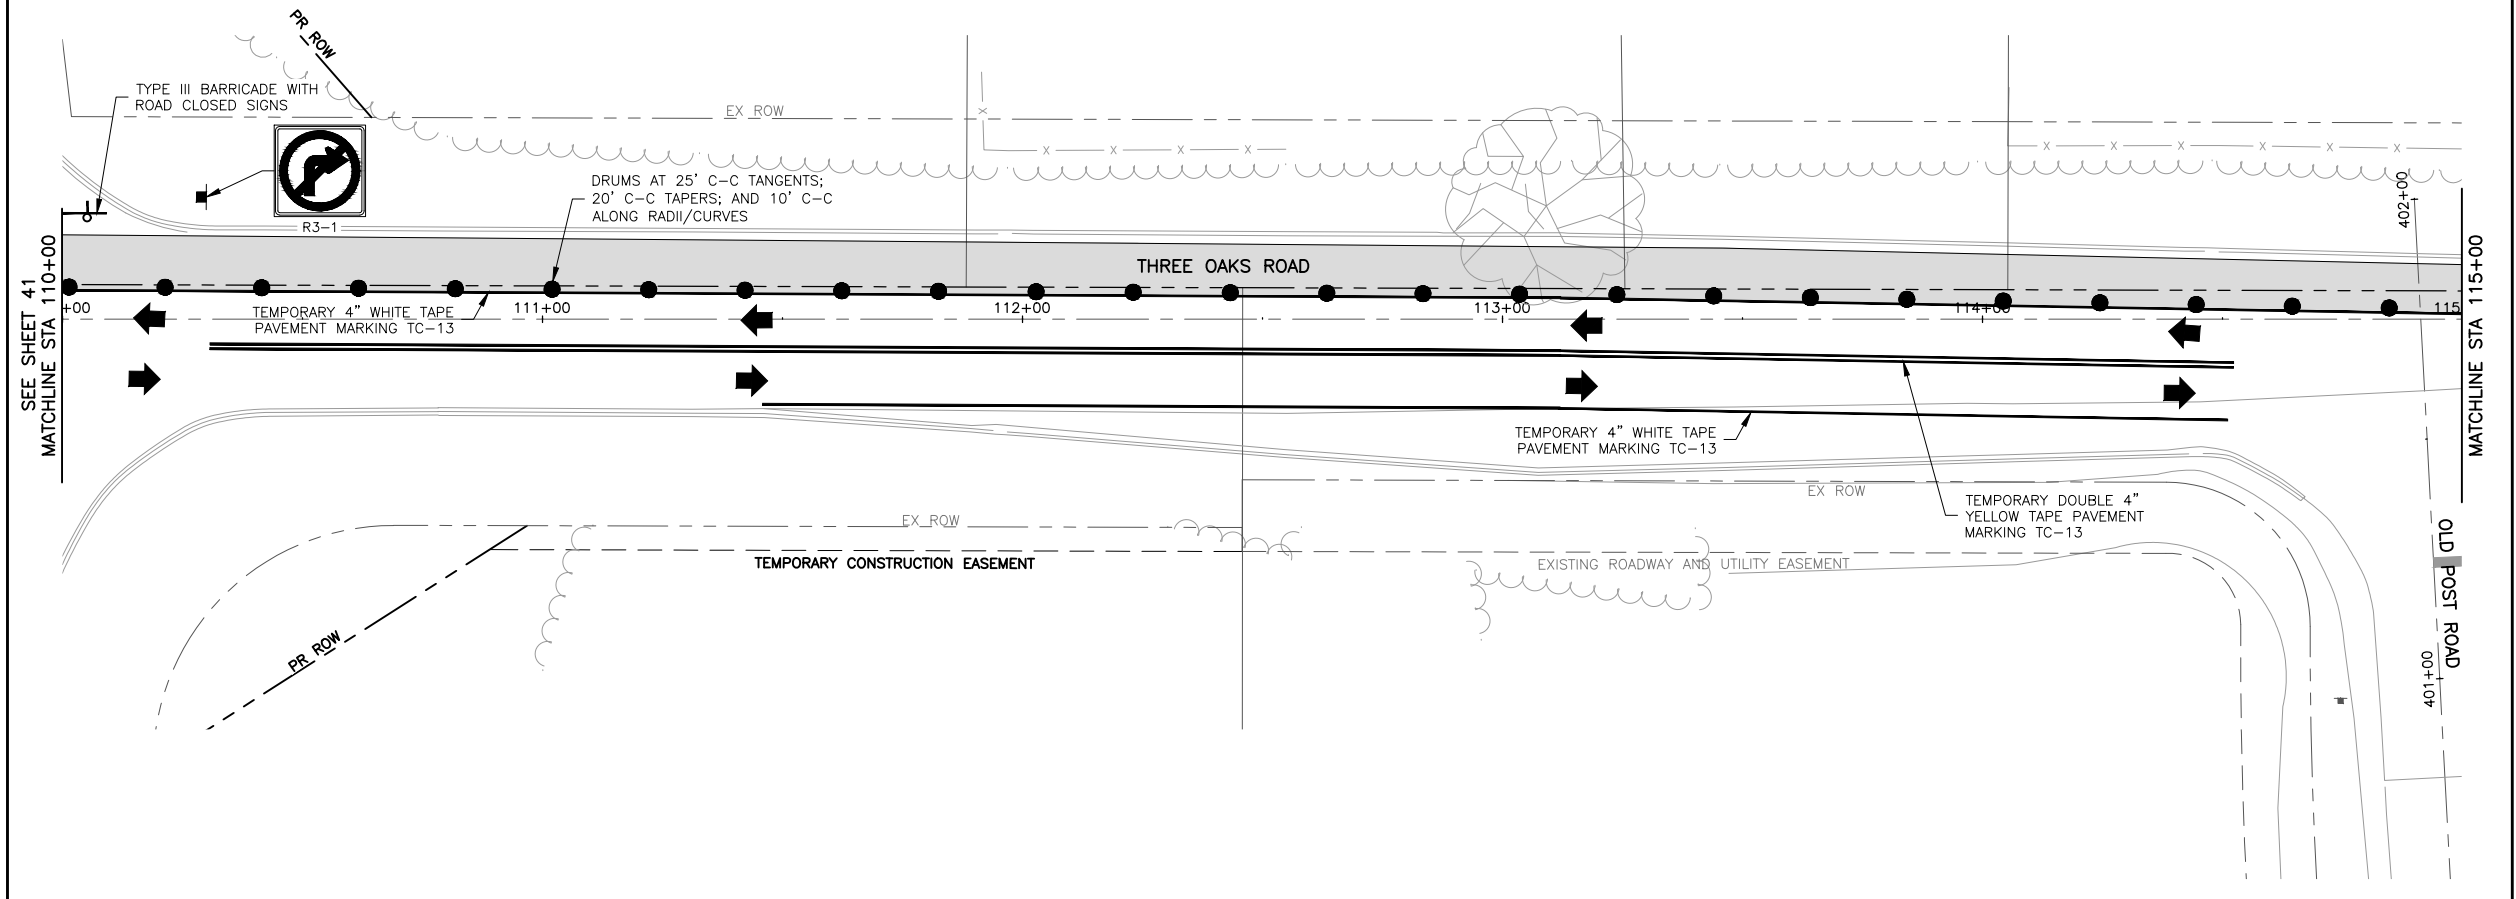 PR ROW
TYPE III BARRICADE WITH
ROAD CLOSED SIGNS
EX ROW
R3-1
DRUMS AT 25' C-C TANGENTS;
20' C-C TAPERS; AND 10' C-C
ALONG RADII/CURVES
402+00
SEE SHEET 41
MATCHLINE STA 110+00
THREE OAKS ROAD
MATCHLINE STA 115+00
+00
TEMPORARY 4" WHITE TAPE
PAVEMENT MARKING TC-13
111+00
112+00
113+00
114+00
115
TEMPORARY 4" WHITE TAPE
PAVEMENT MARKING TC-13
EX ROW
TEMPORARY DOUBLE 4"
YELLOW TAPE PAVEMENT
MARKING TC-13
EX ROW
TEMPORARY CONSTRUCTION EASEMENT
EXISTING ROADWAY AND UTILITY EASEMENT
OLD POST ROAD
PR ROW
401+00
X
X
X
X
X
X
X
X
X
X
X